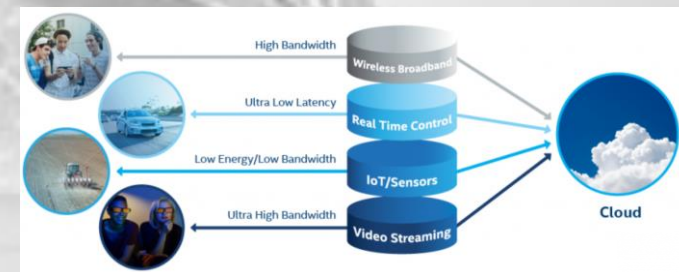 High Bandwidth
Wireless Broadband
Ultra Low Latency
Real Time Control
Low Energy/Low Bandwidth
IoT/Sensors
Ultra High Bandwidth
Video Streaming
Cloud